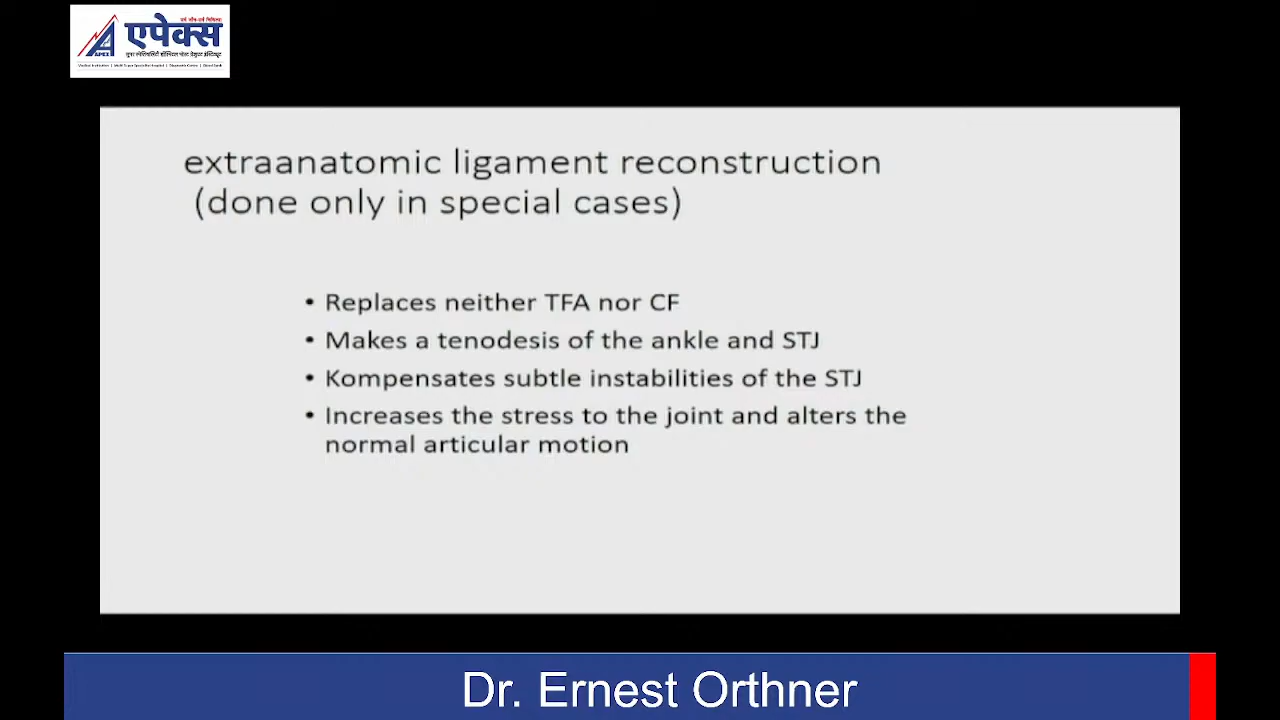 एपेक्स
APEX
extraanatomic ligament reconstruction
(done only in special cases)
• Replaces neither TFA nor CF
• Makes a tenodesis of the ankle and STJ
• Kompensates subtle instabilities of the STJ
• Increases the stress to the joint and alters the
normal articular motion
Dr. Ernest Orthner